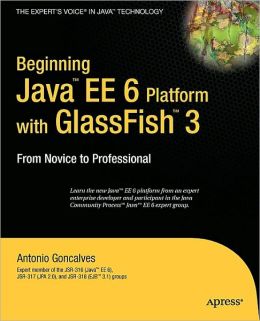 THE EXPERT'S VOICE® IN JAVA™ TECHNOLOGY
Beginning
Java™ EE 6 Platform
with GlassFish™ 3
From Novice to Professional
Learn the new Java™ EE 6 platform from an expert
enterprise developer and participant in the Java
Community Process™ Java™ EE 6 expert group.
Antonio Goncalves
Expert member of the JSR-316 (Java™ EE 6),
JSR-317 (JPA 2.0), and JSR-318 (EJB™ 3.1) groups
Apress®